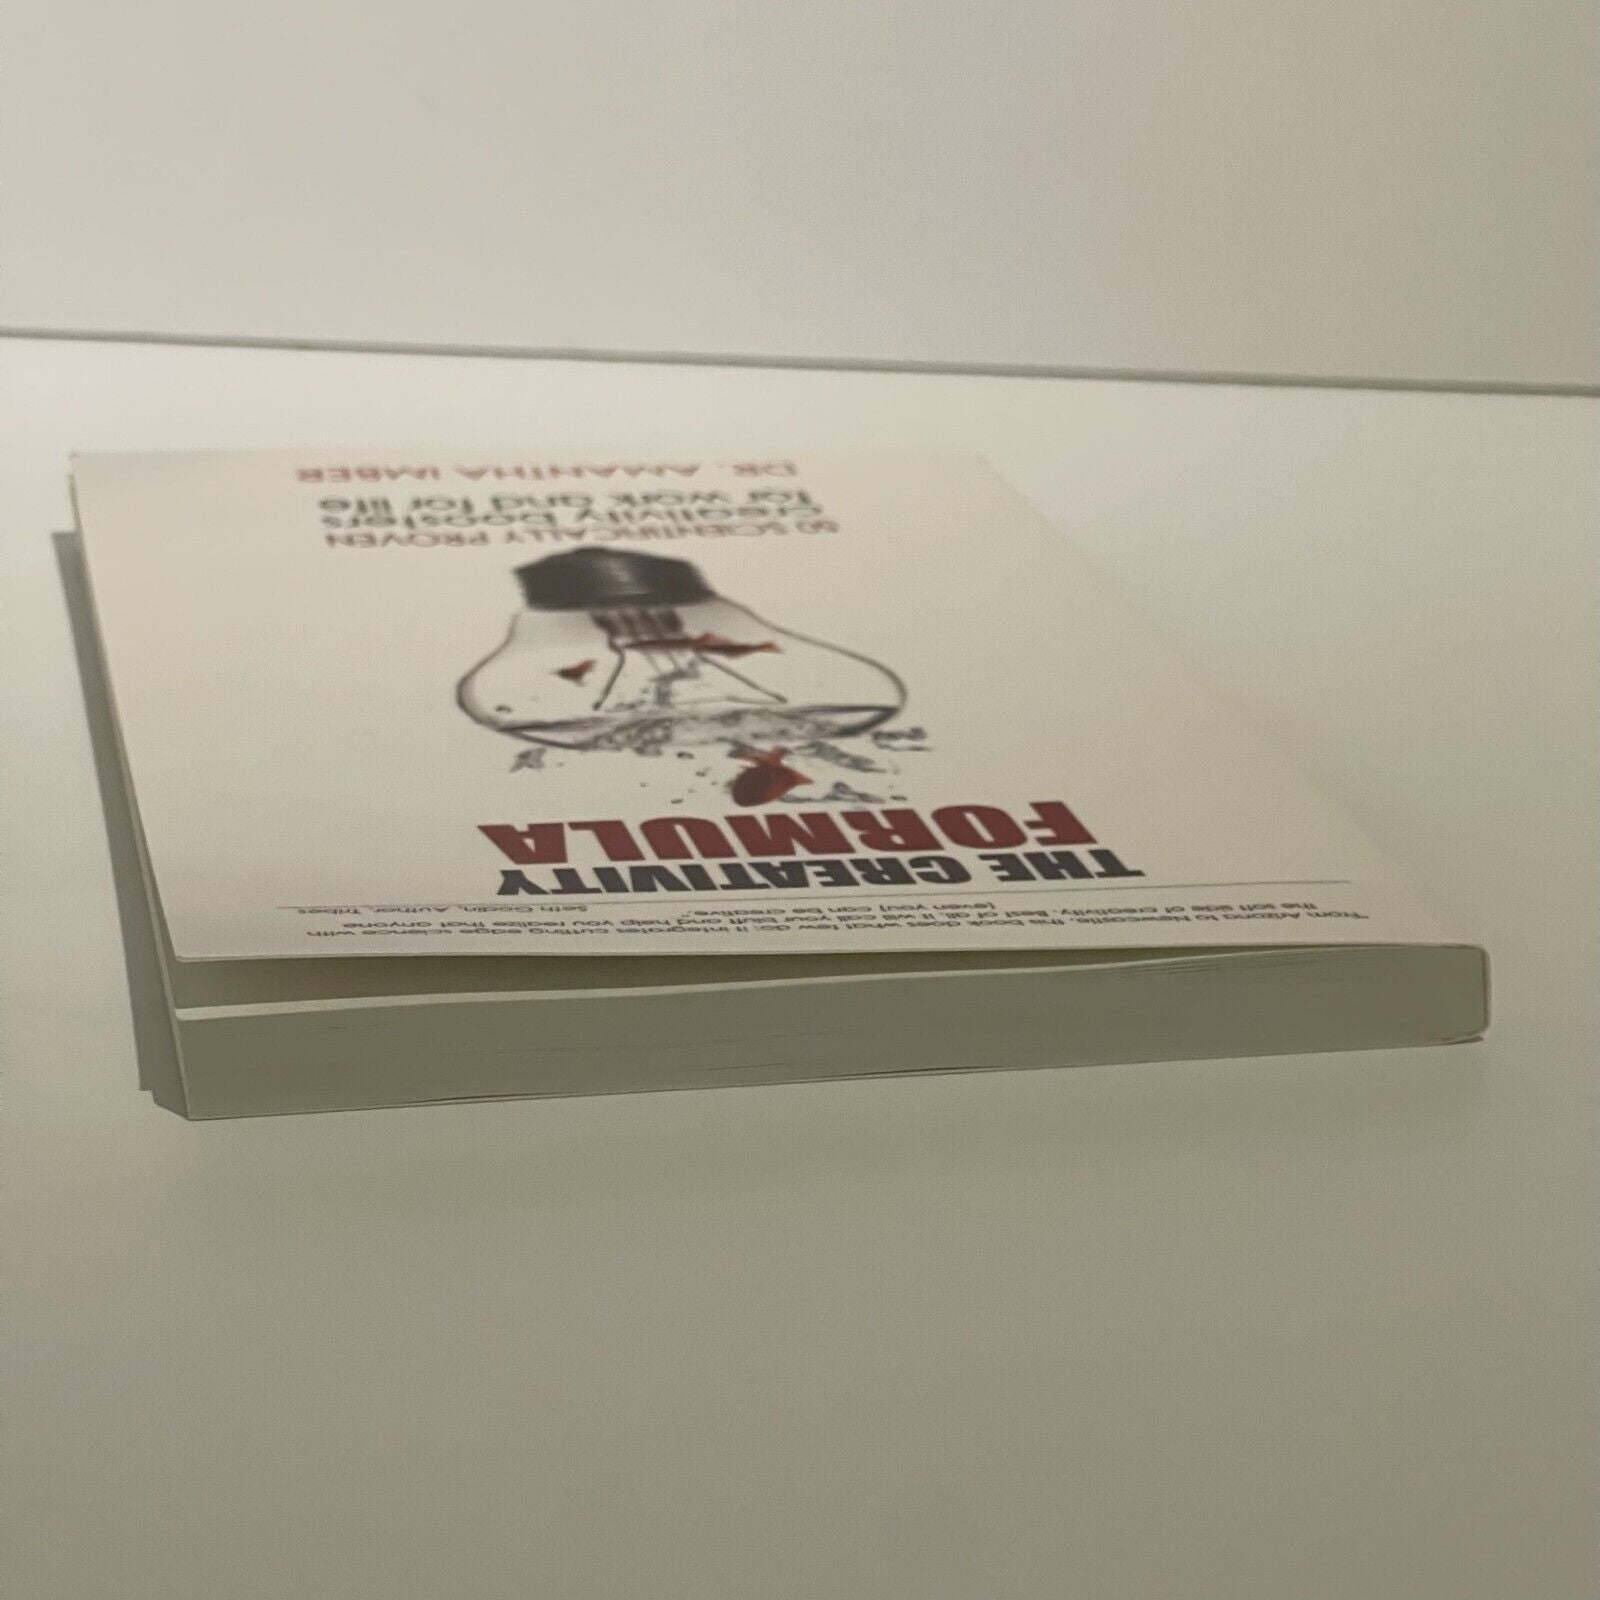 "From Arizona to Newcastle, this book does what few do: it integrates cutting edge science with
the soft side of creativity. Best of all, it will call your bluff and help you realize that anyone
(even you) can be creative."
Seth Godin, Author, Tribes
THE CREATIVITY
FORMULA
50 SCIENTIFICALLY PROVEN
creativity boosters
for work and for life
DR. AMANTHA IMBER